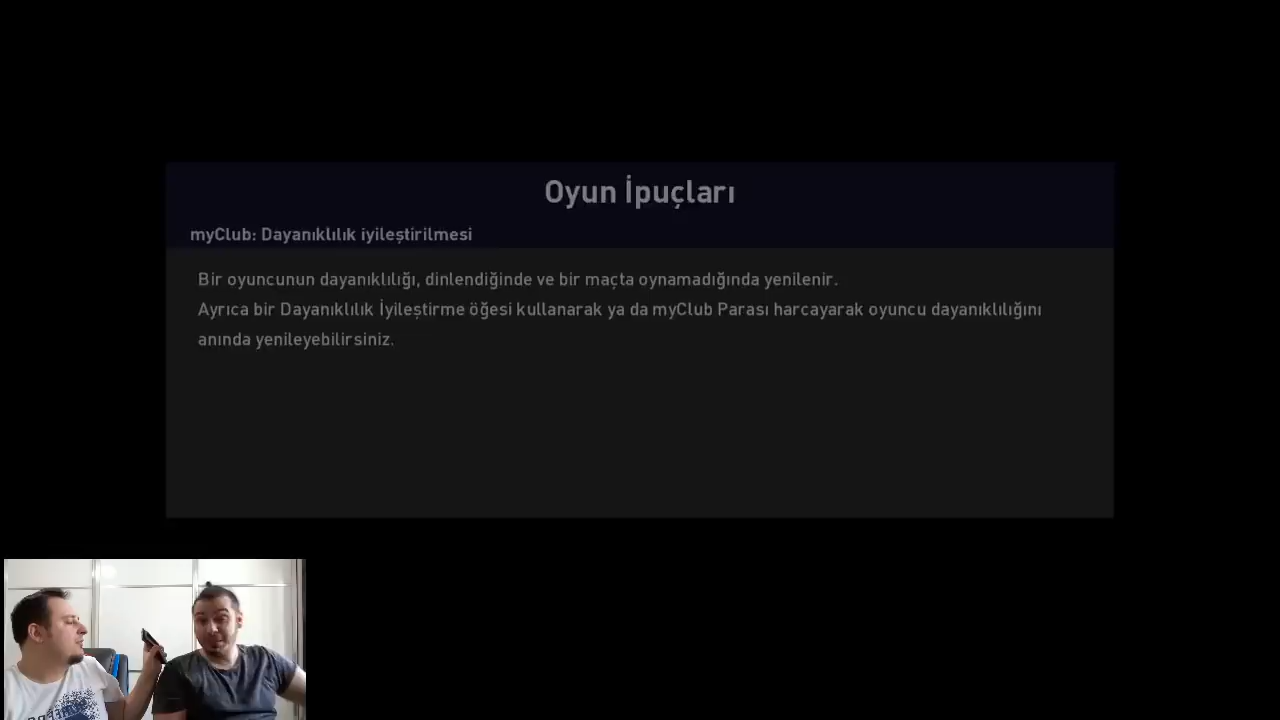 Oyun İpuçları
myClub: Dayanıklılık iyileştirilmesi
Bir oyuncunun dayanıklılığı, dinlendiğinde ve bir maçta oynamadığında yenilenir.
Ayrıca bir Dayanıklılık İyileştirme öğesi kullanarak ya da myClub Parası harcayarak oyuncu dayanıklılığını
anında yenileyebilirsiniz.